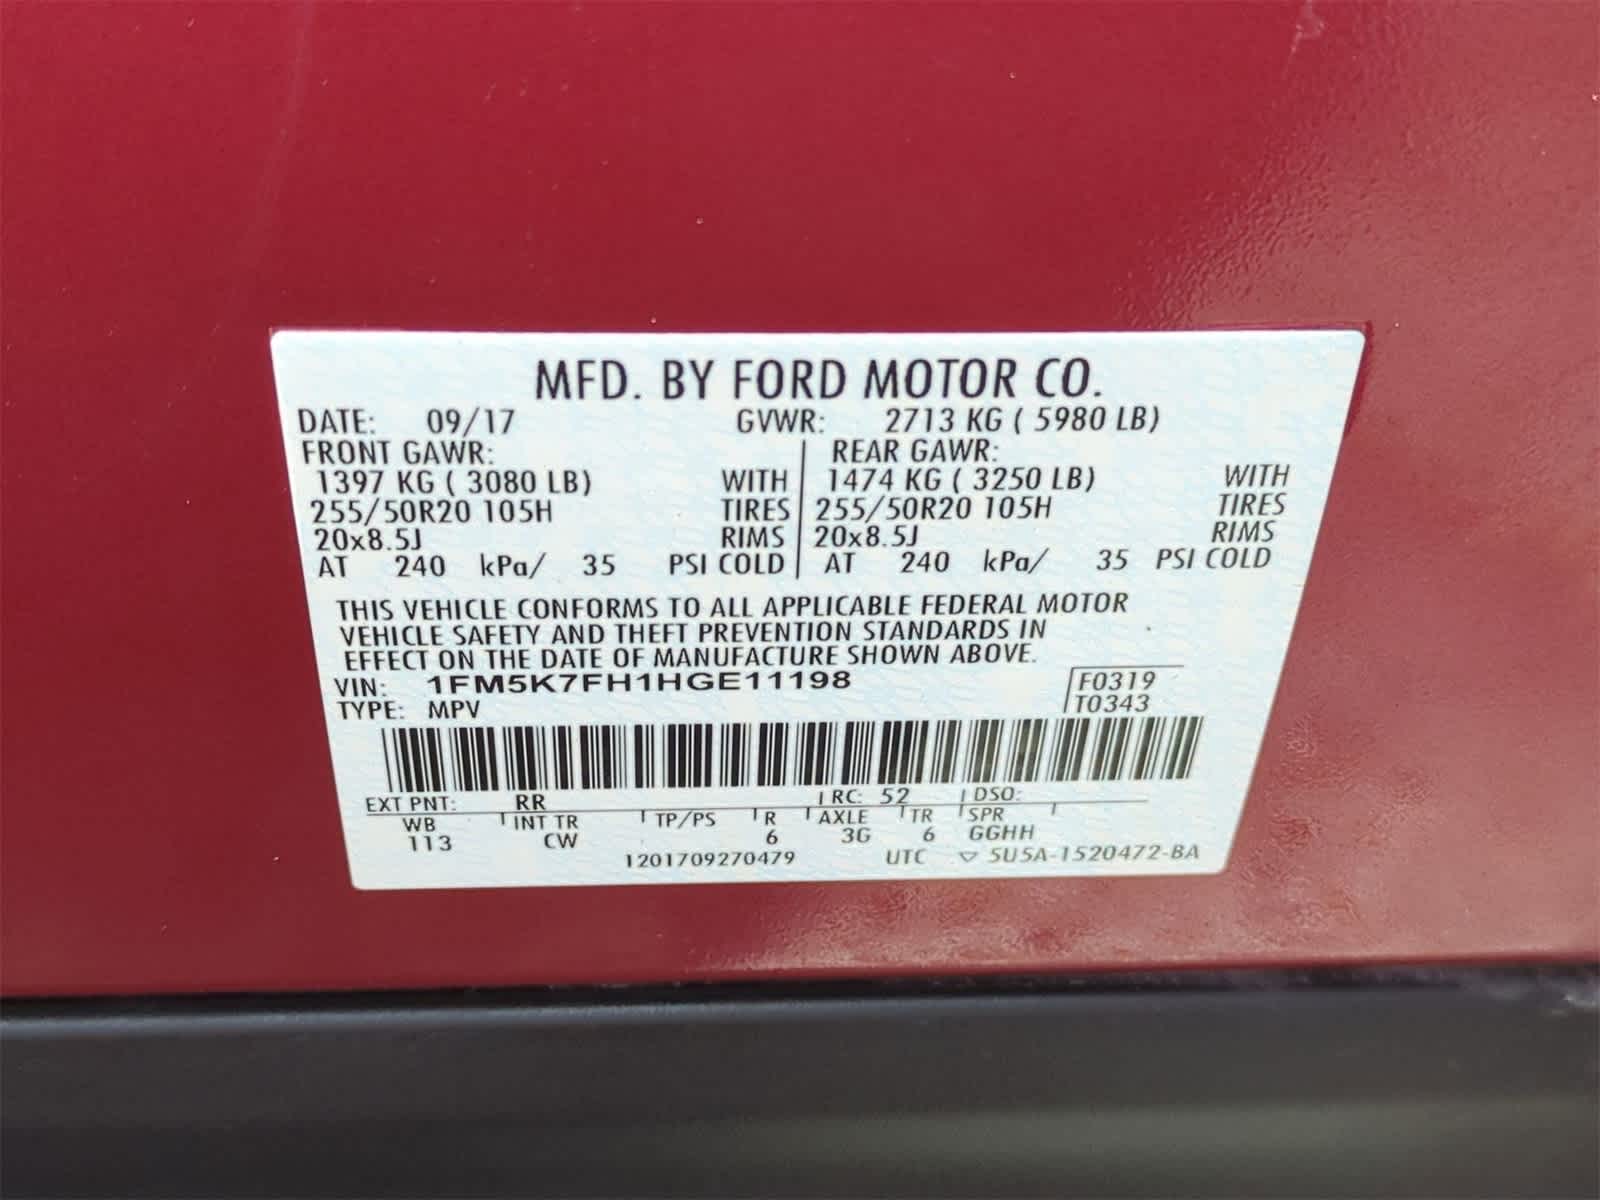 MFD. BY FORD MOTOR CO.
DATE: 09/17 GVWR: 2713 KG ( 5980 LB)
FRONT GAWR: REAR GAWR:
1397 KG ( 3080 LB) WITH 1474 KG ( 3250 LB) WITH
255/50R20 105H TIRES 255/50R20 105H TIRES
20x8.5J RIMS 20x8.5J RIMS
AT 240 kPa/ 35 PSI COLD AT 240 kPa/ 35 PSI COLD
THIS VEHICLE CONFORMS TO ALL APPLICABLE FEDERAL MOTOR
VEHICLE SAFETY AND THEFT PREVENTION STANDARDS IN
EFFECT ON THE DATE OF MANUFACTURE SHOWN ABOVE.
VIN: 1FM5K7FH1HGE11198 F0319
TYPE: MPV T0343
EXT PNT: RR RC: 52 DSO:
WB INT TR TP/PS R AXLE TR SPR
113 CW 6 3G 6 GGHH
1201709270479 UTC ▽ 5U5A-1520472-BA